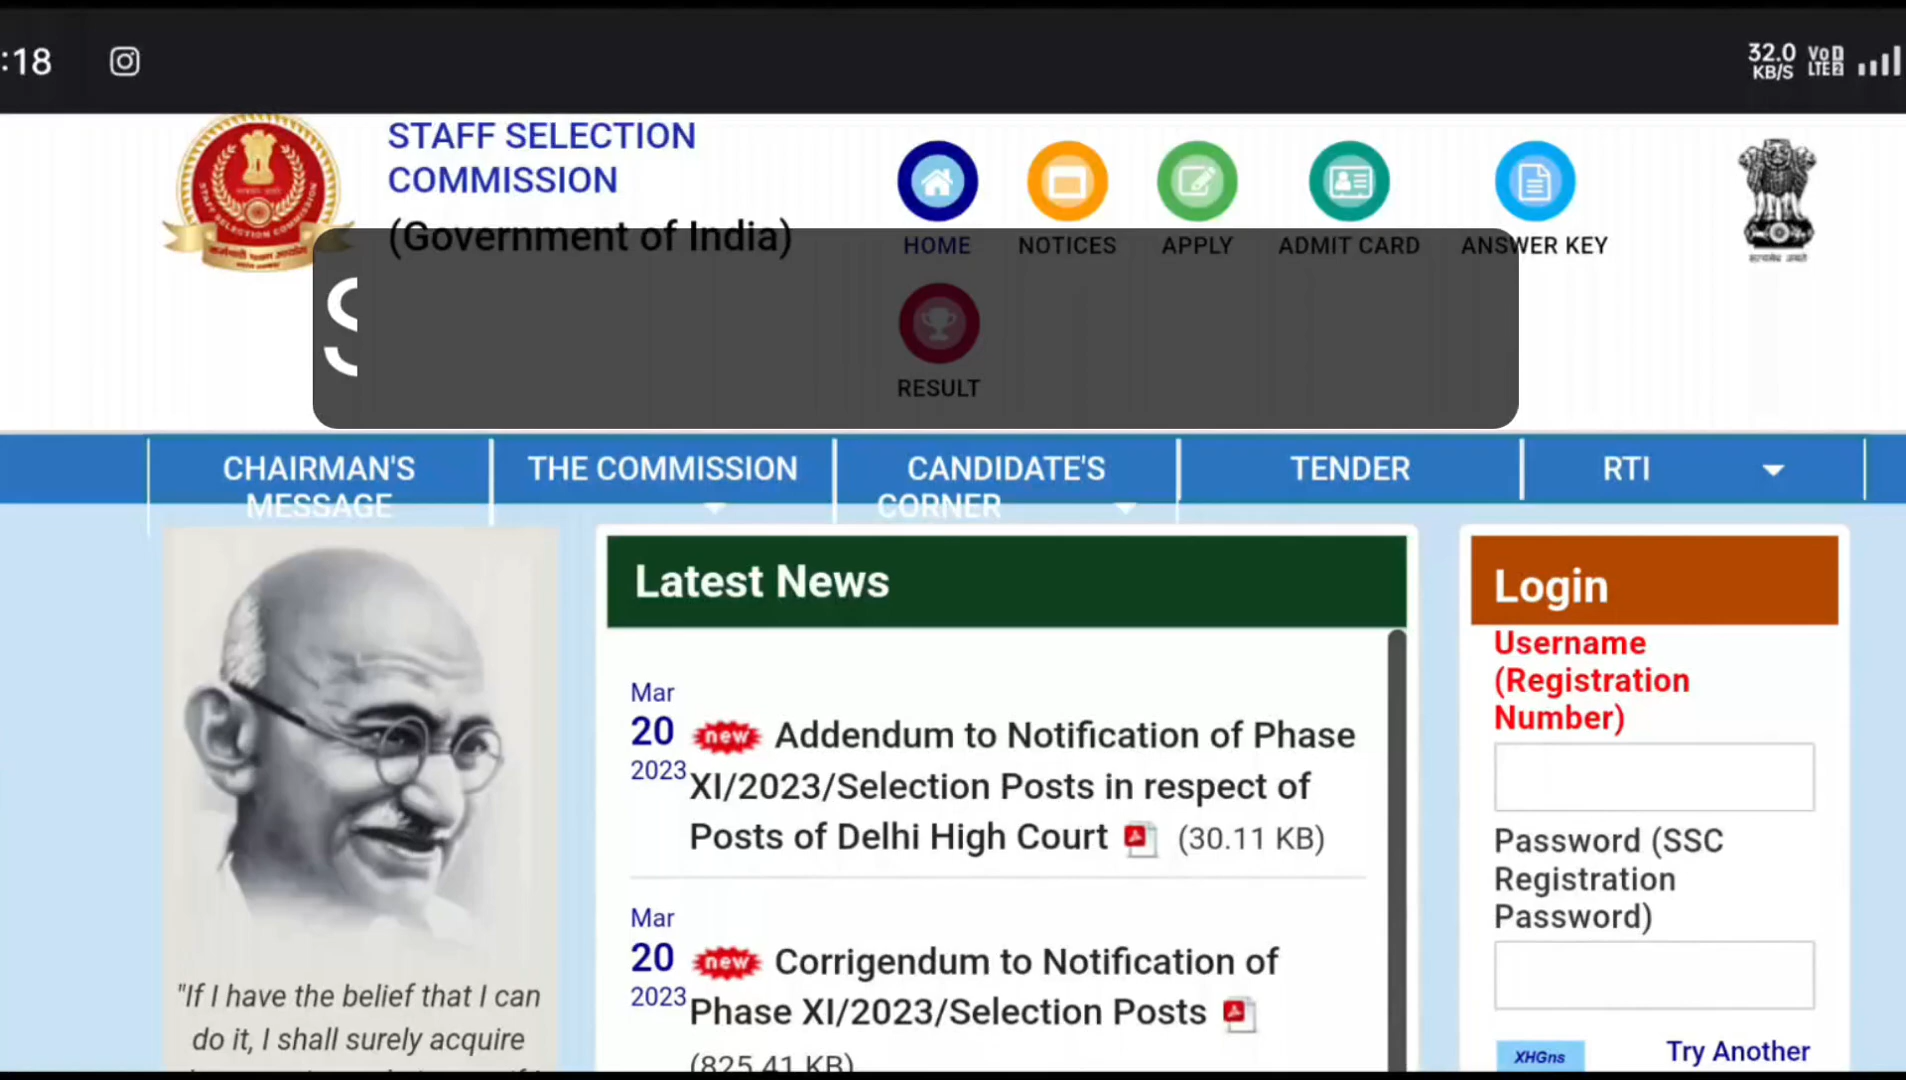 :18
32.0
KB/S
Vo
LTE 2
STAFF SELECTION
COMMISSION
(Government of India)
HOME
NOTICES
APPLY
ADMIT CARD
ANSWER KEY
RESULT
S
CHAIRMAN'S
MESSAGE
THE COMMISSION
CANDIDATE'S
CORNER
TENDER
RTI
"If I have the belief that I can
do it, I shall surely acquire
Latest News
Mar
20
2023
new Addendum to Notification of Phase
XI/2023/Selection Posts in respect of
Posts of Delhi High Court (30.11 KB)
Mar
20
2023
new Corrigendum to Notification of
Phase XI/2023/Selection Posts
(825.41 KB)
Login
Username
(Registration
Number)
Password (SSC
Registration
Password)
XHGns
Try Another